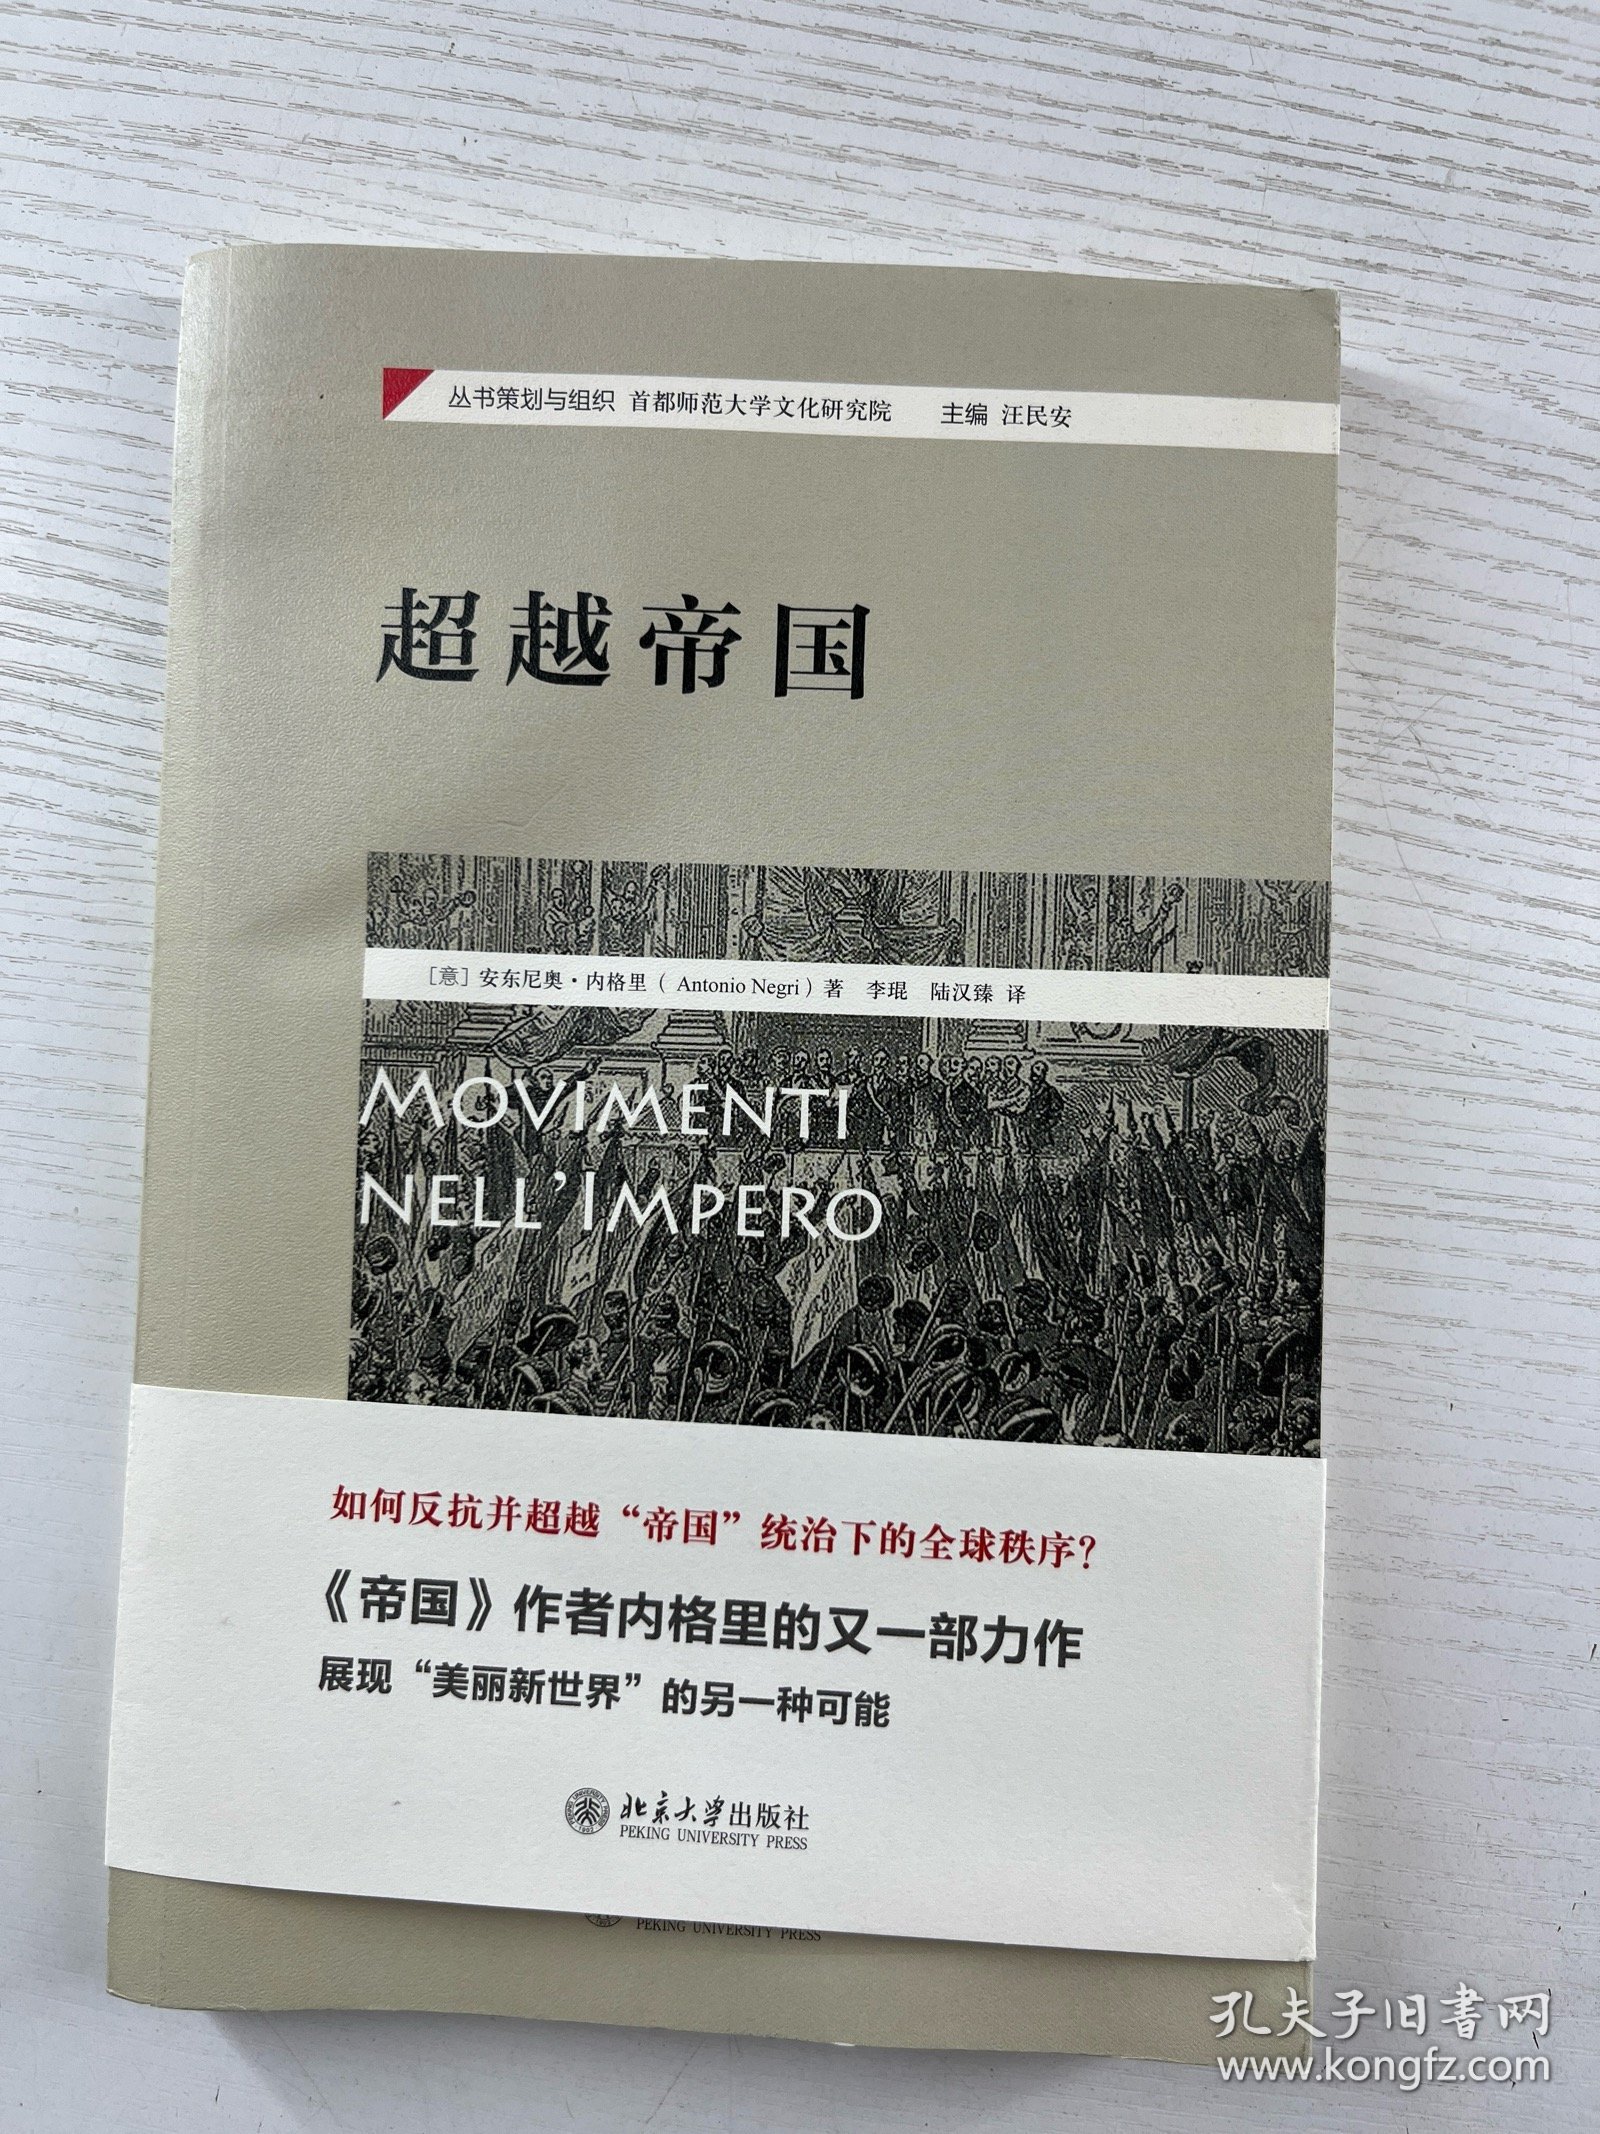 丛书策划与组织 首都师范大学文化研究院 主编 汪民安
超越帝国
［意］安东尼奥·内格里（Antonio Negri）著 李琨 陆汉臻 译
MOVIMENTI
NELL'IMPERO
如何反抗并超越“帝国”统治下的全球秩序？
《帝国》作者内格里的又一部力作
展现“美丽新世界”的另一种可能
北京大学出版社
PEKING UNIVERSITY PRESS
PEKING UNIVERSITY PRESS
孔夫子旧书网
www.kongfz.com